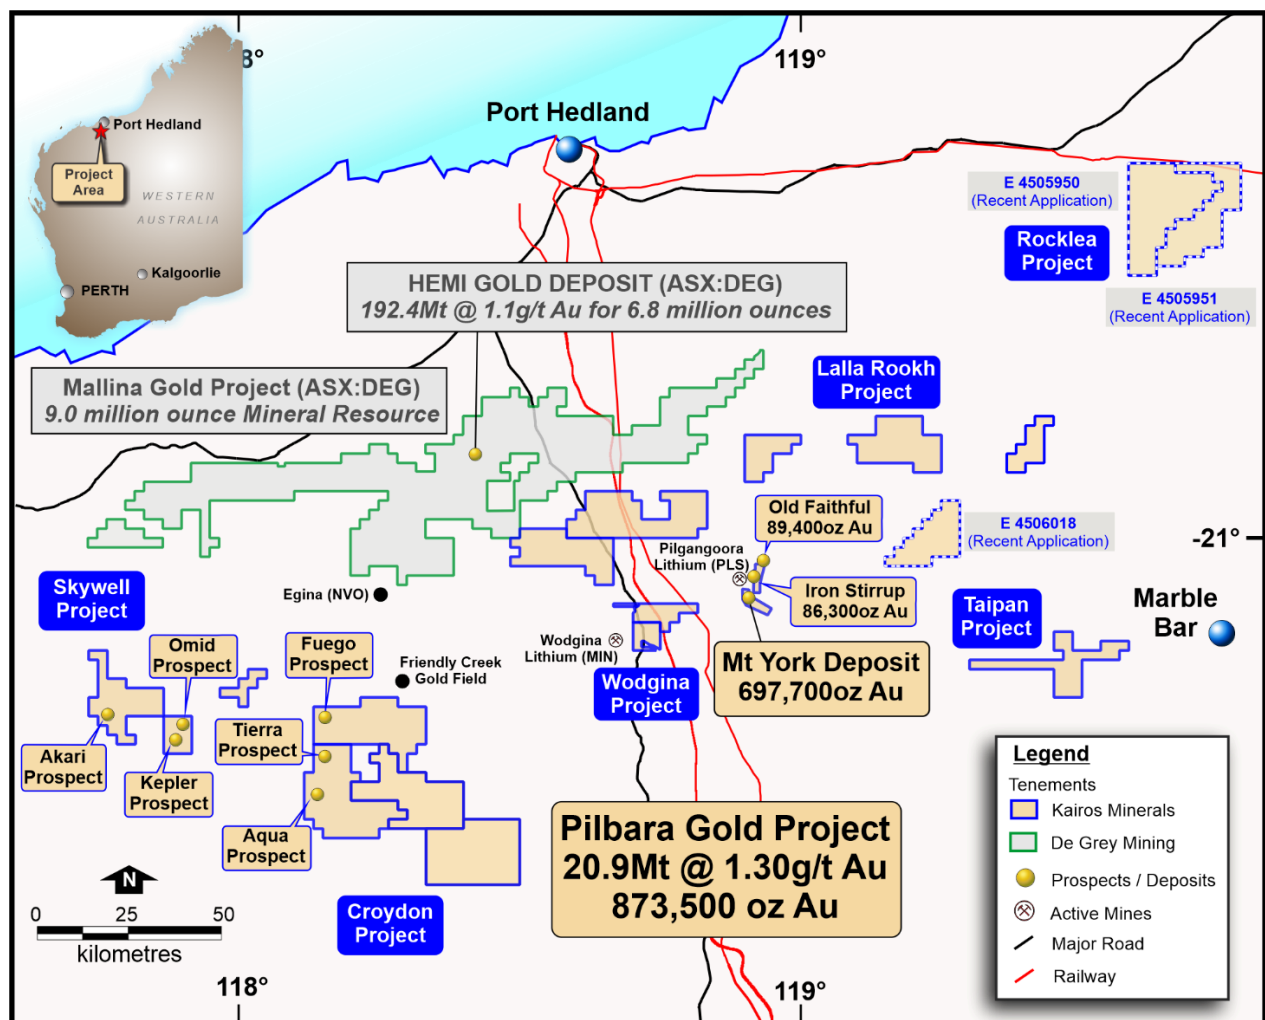 8°
119°
Port Hedland
Port Hedland
Project
Area
WESTERN
AUSTRALIA
Kalgoorlie
PERTH
E 4505950
(Recent Application)
Rocklea
Project
E 4505951
(Recent Application)
HEMI GOLD DEPOSIT (ASX:DEG)
192.4Mt @ 1.1g/t Au for 6.8 million ounces
Mallina Gold Project (ASX:DEG)
9.0 million ounce Mineral Resource
Lalla Rookh
Project
Old Faithful
89,400oz Au
E 4506018
(Recent Application)
-21°
Pilgangoora
Lithium (PLS)
Iron Stirrup
86,300oz Au
Skywell
Project
Egina (NVO)
Taipan
Project
Marble
Bar
Omid
Prospect
Fuego
Prospect
Friendly Creek
Gold Field
Wodgina
Lithium (MIN)
Wodgina
Project
Mt York Deposit
697,700oz Au
Akari
Prospect
Kepler
Prospect
Tierra
Prospect
Aqua
Prospect
Pilbara Gold Project
20.9Mt @ 1.30g/t Au
873,500 oz Au
Croydon
Project
N
0 25 50
kilometres
Legend
Tenements
Kairos Minerals
De Grey Mining
Prospects / Deposits
Active Mines
Major Road
Railway
118°
119°